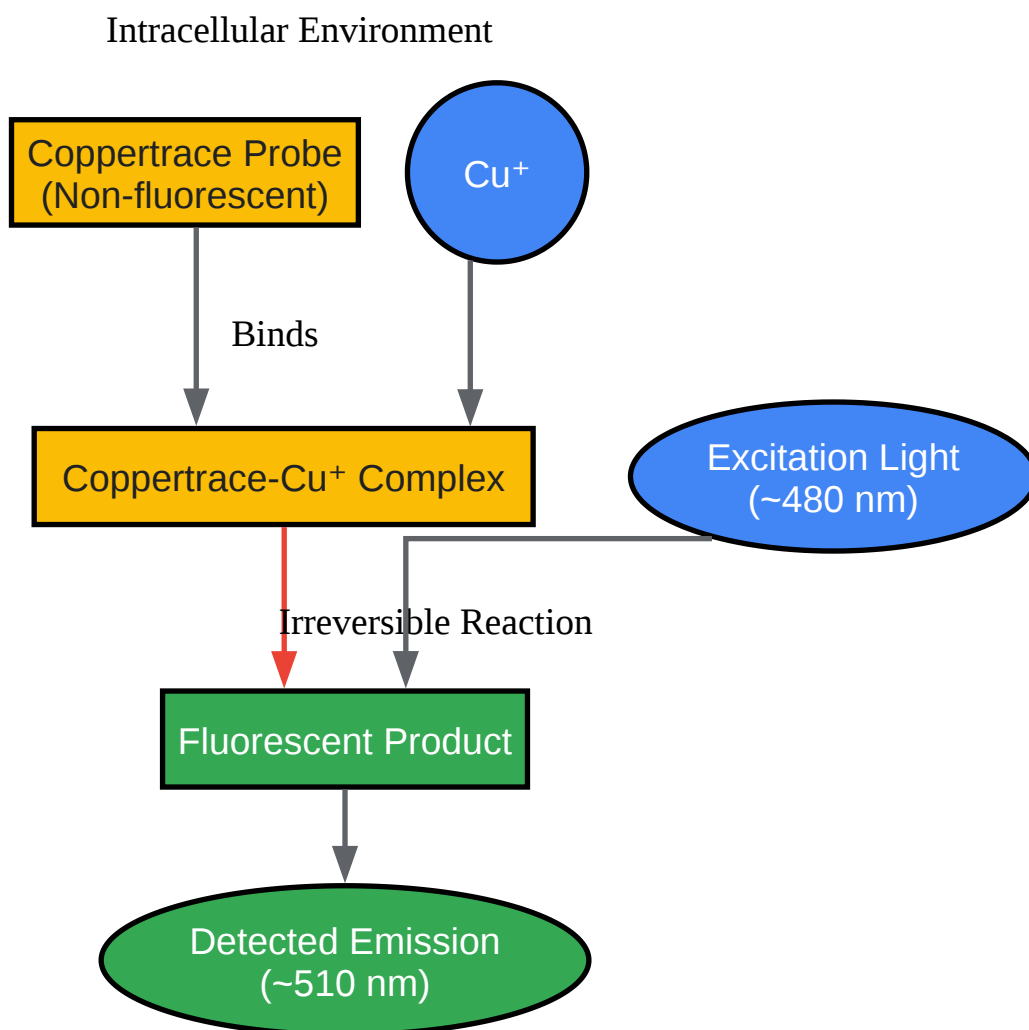 Intracellular Environment
Coppertrace Probe
(Non-fluorescent)
Cu⁺
Binds
Coppertrace-Cu⁺ Complex
Excitation Light
(~480 nm)
Irreversible Reaction
Fluorescent Product
Detected Emission
(~510 nm)